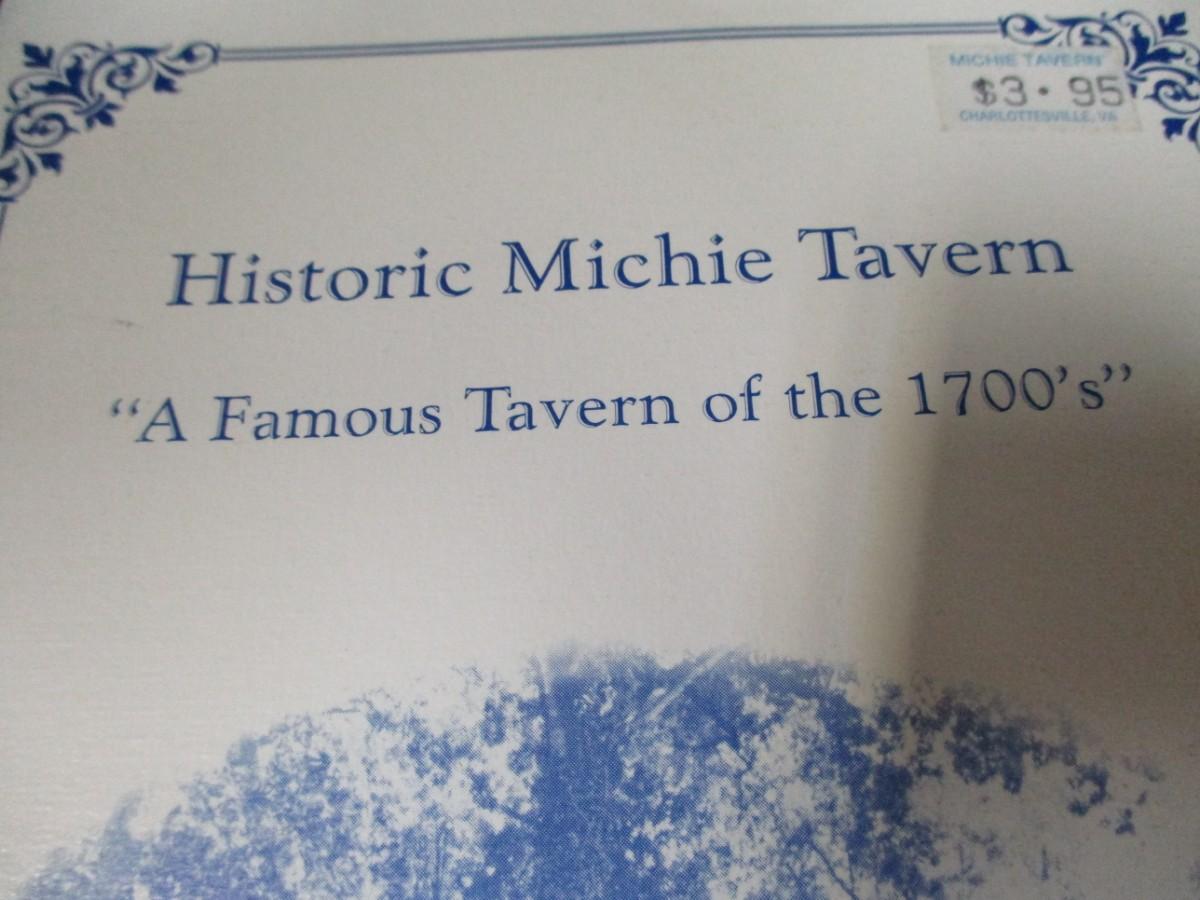 MICHIE TAVERN
$3.95
CHARLOTTESVILLE, VA
Historic Michie Tavern
“A Famous Tavern of the 1700’s”